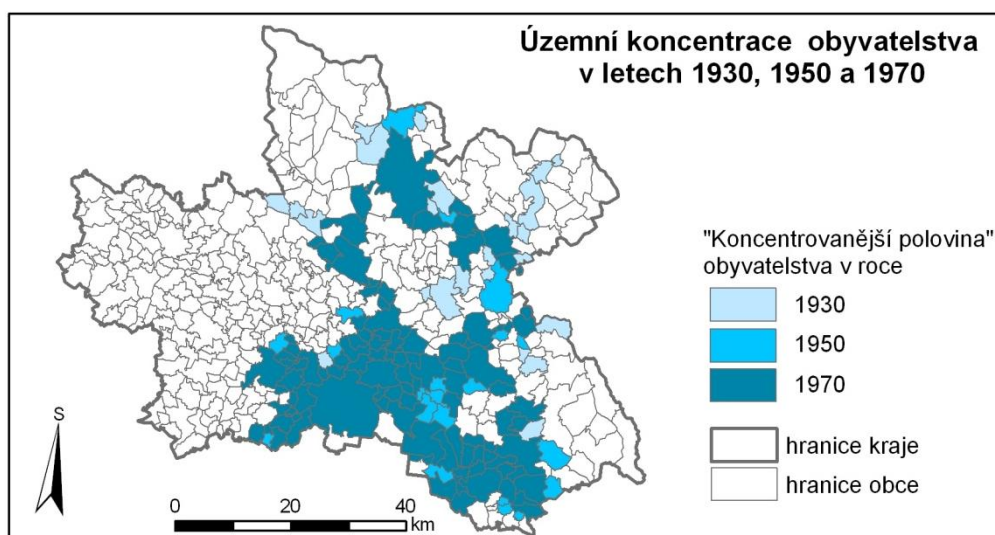 Územní koncentrace obyvatelstva
v letech 1930, 1950 a 1970
"Koncentrovanější polovina"
obyvatelstva v roce
1930
1950
1970
hranice kraje
hranice obce
S
0 20 40
km